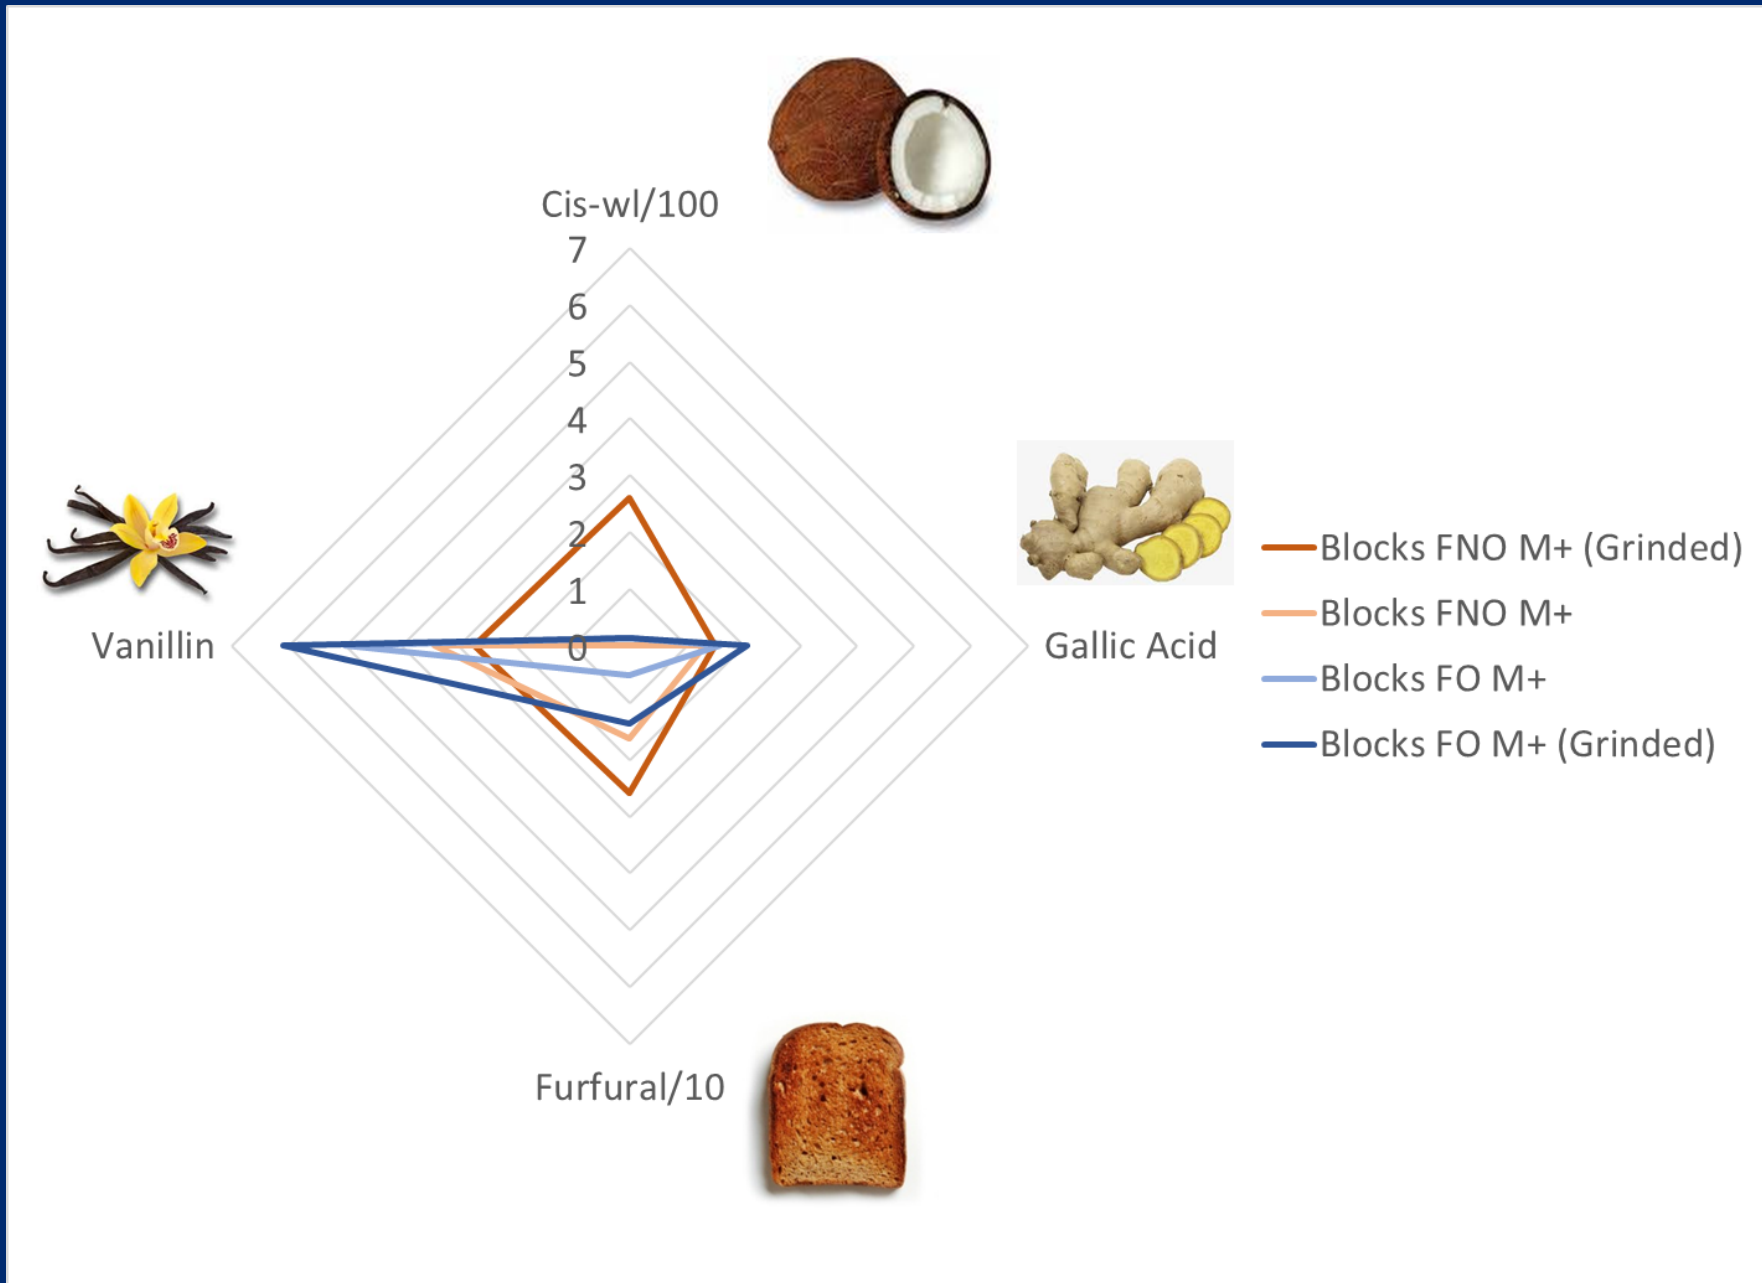 Cis-wl/100
7
6
5
4
3
2
1
0
Vanillin
Gallic Acid
Furfural/10
Blocks FNO M+ (Grinded)
Blocks FNO M+
Blocks FO M+
Blocks FO M+ (Grinded)